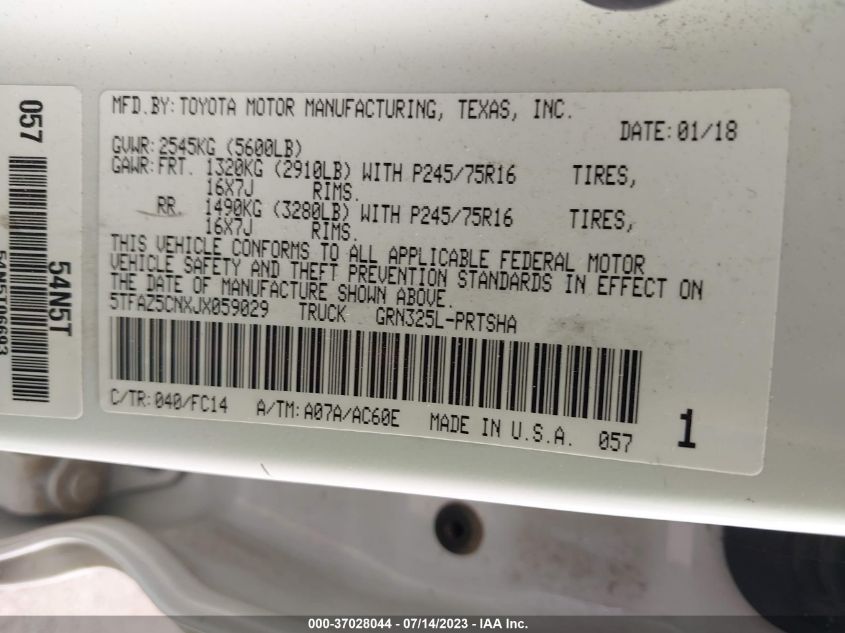 057
54N5T
54N5T06693
MFD.BY:TOYOTA MOTOR MANUFACTURING, TEXAS, INC.
DATE:01/18
GVWR:2545KG (5600LB)
GAWR:FRT. 1320KG (2910LB) WITH P245/75R16 TIRES,
16X7J RIMS.
RR. 1490KG (3280LB) WITH P245/75R16 TIRES,
16X7J RIMS.
THIS VEHICLE CONFORMS TO ALL APPLICABLE FEDERAL MOTOR
VEHICLE SAFETY AND THEFT PREVENTION STANDARDS IN EFFECT ON
THE DATE OF MANUFACTURE SHOWN ABOVE.
5TFAZ5CNXJX059029 TRUCK GRN325L-PRTSHA
C/TR:040/FC14 A/TM:A07A/AC60E MADE IN U.S.A. 057 1
000-37028044 / 07/14/2023 - IAA Inc.